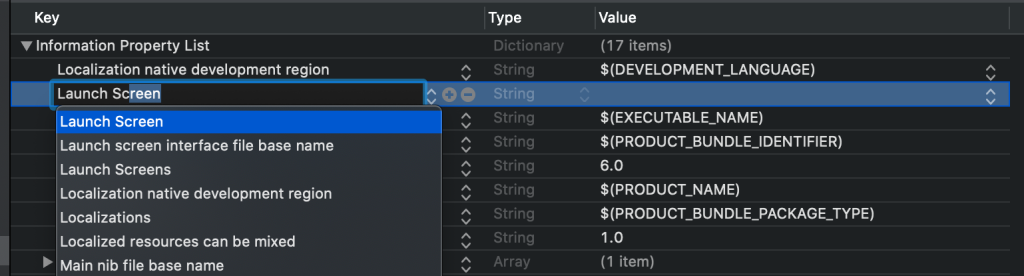 Key Type Value
Information Property List Dictionary (17 items)
Localization native development region String $(DEVELOPMENT_LANGUAGE)
Launch Screen String
Launch Screen String $(EXECUTABLE_NAME)
Launch screen interface file base name String $(PRODUCT_BUNDLE_IDENTIFIER)
Launch Screens String 6.0
Localization native development region String $(PRODUCT_NAME)
Localizations String $(PRODUCT_BUNDLE_PACKAGE_TYPE)
Localized resources can be mixed String 1.0
Main nib file base name Array (1 item)